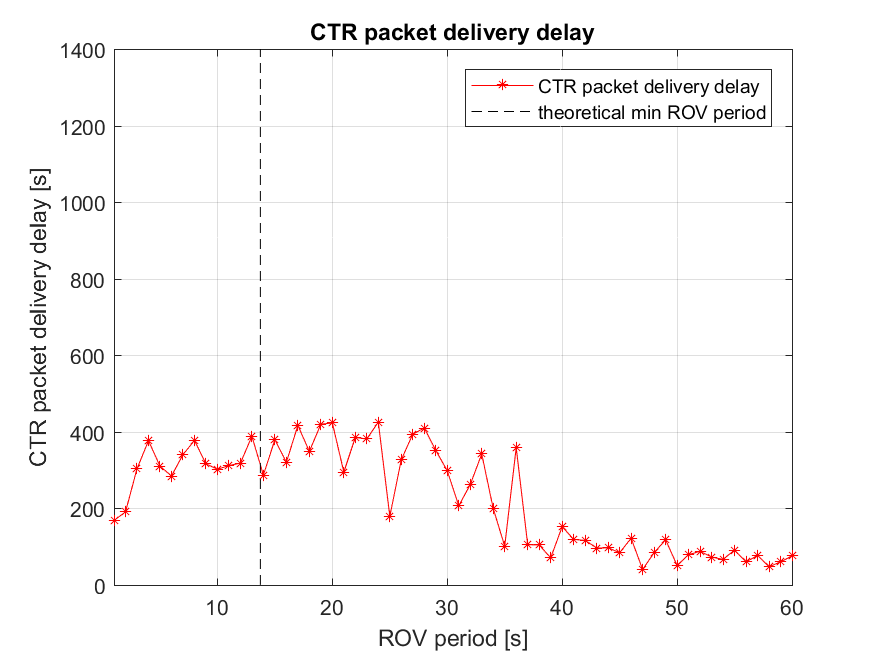 CTR packet delivery delay
1400
1200
1000
800
600
400
200
0
CTR packet delivery delay [s]
CTR packet delivery delay
theoretical min ROV period
10 20 30 40 50 60
ROV period [s]